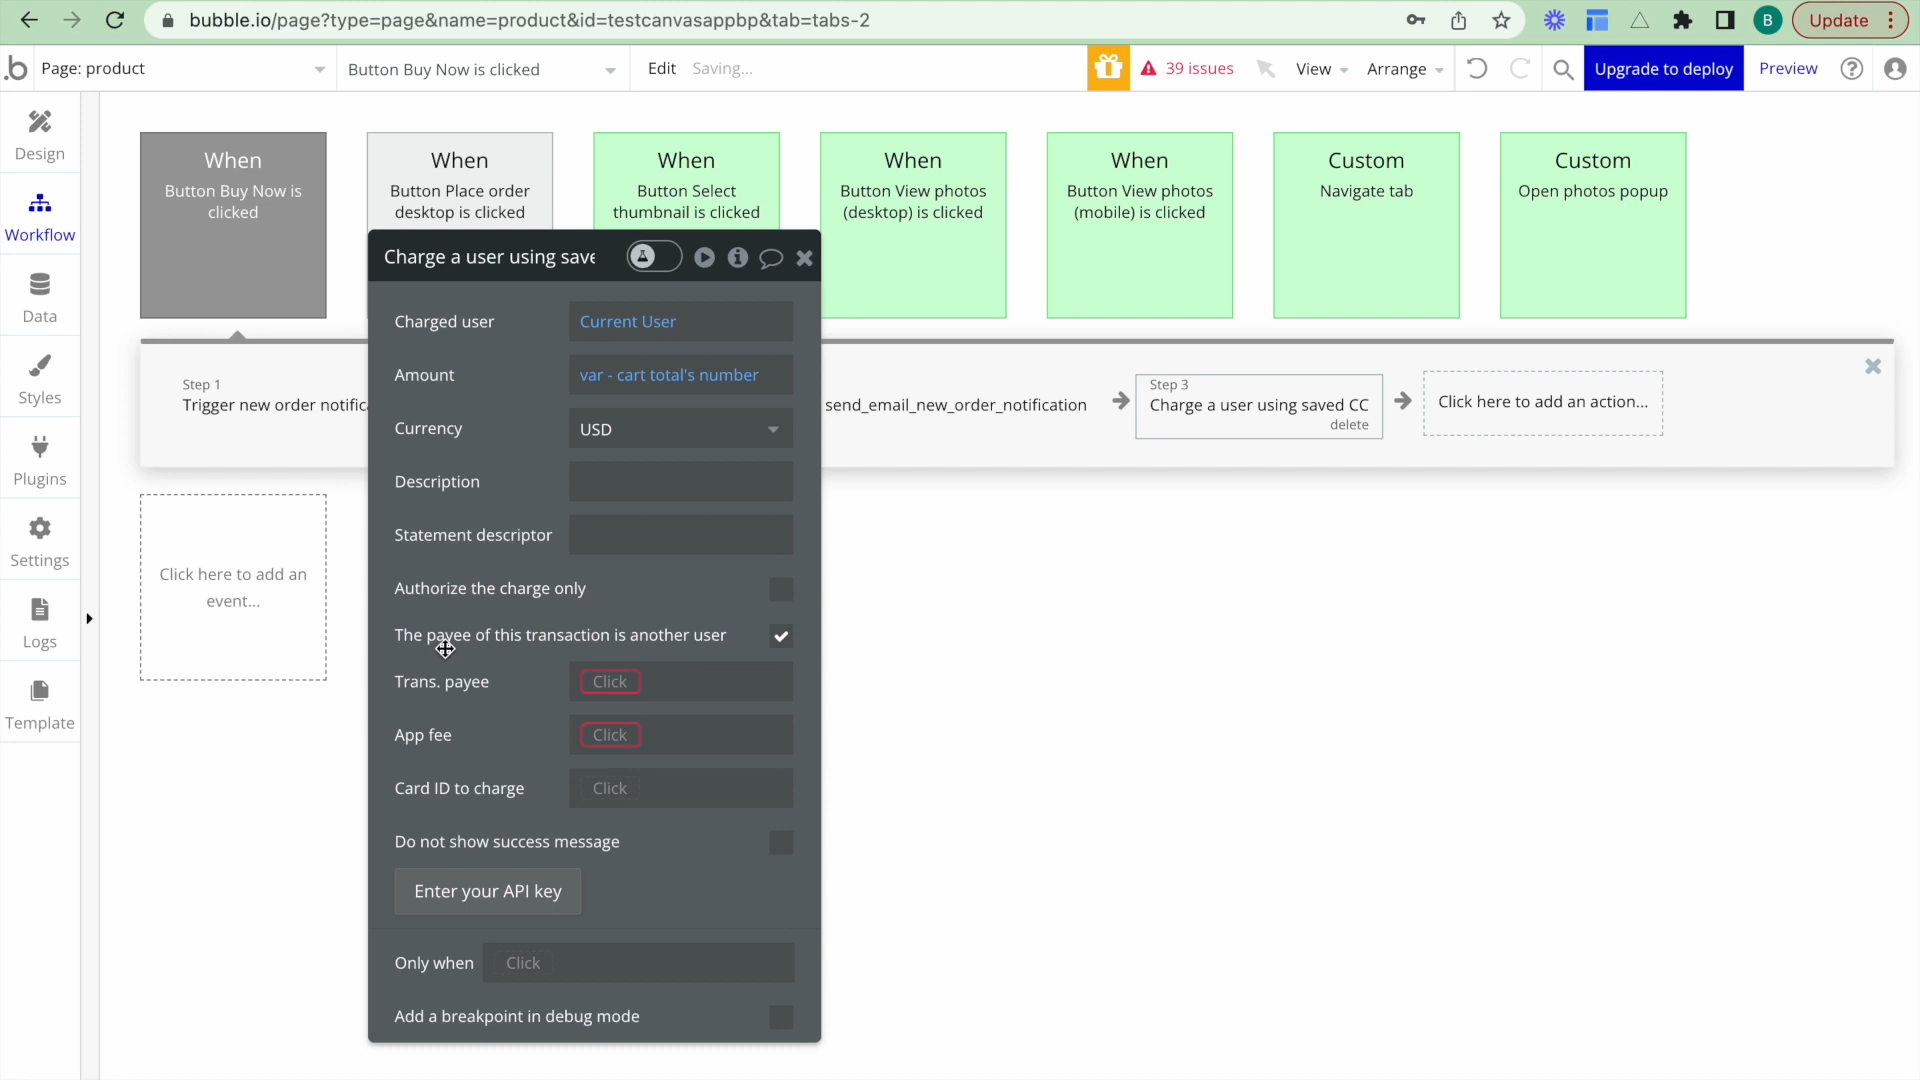 bubble.io/page?type=page&name=product&id=testcanvasappbp&tab=tabs-2
B
Update
b
Page: product
Button Buy Now is clicked
Edit
Saving...
39 issues
View
Arrange
Upgrade to deploy
Preview
Design
Workflow
Data
Styles
Plugins
Settings
Logs
Template
When
Button Buy Now is
clicked
When
Button Place order
desktop is clicked
When
Button Select
thumbnail is clicked
When
Button View photos
(desktop) is clicked
When
Button View photos
(mobile) is clicked
Custom
Navigate tab
Custom
Open photos popup
Step 1
Trigger new order notifica
send_email_new_order_notification
Step 3
Charge a user using saved CC
delete
Click here to add an action...
Click here to add an
event...
Charge a user using save
Charged user
Current User
Amount
var - cart total's number
Currency
USD
Description
Statement descriptor
Authorize the charge only
The payee of this transaction is another user
Trans. payee
Click
App fee
Click
Card ID to charge
Click
Do not show success message
Enter your API key
Only when
Click
Add a breakpoint in debug mode